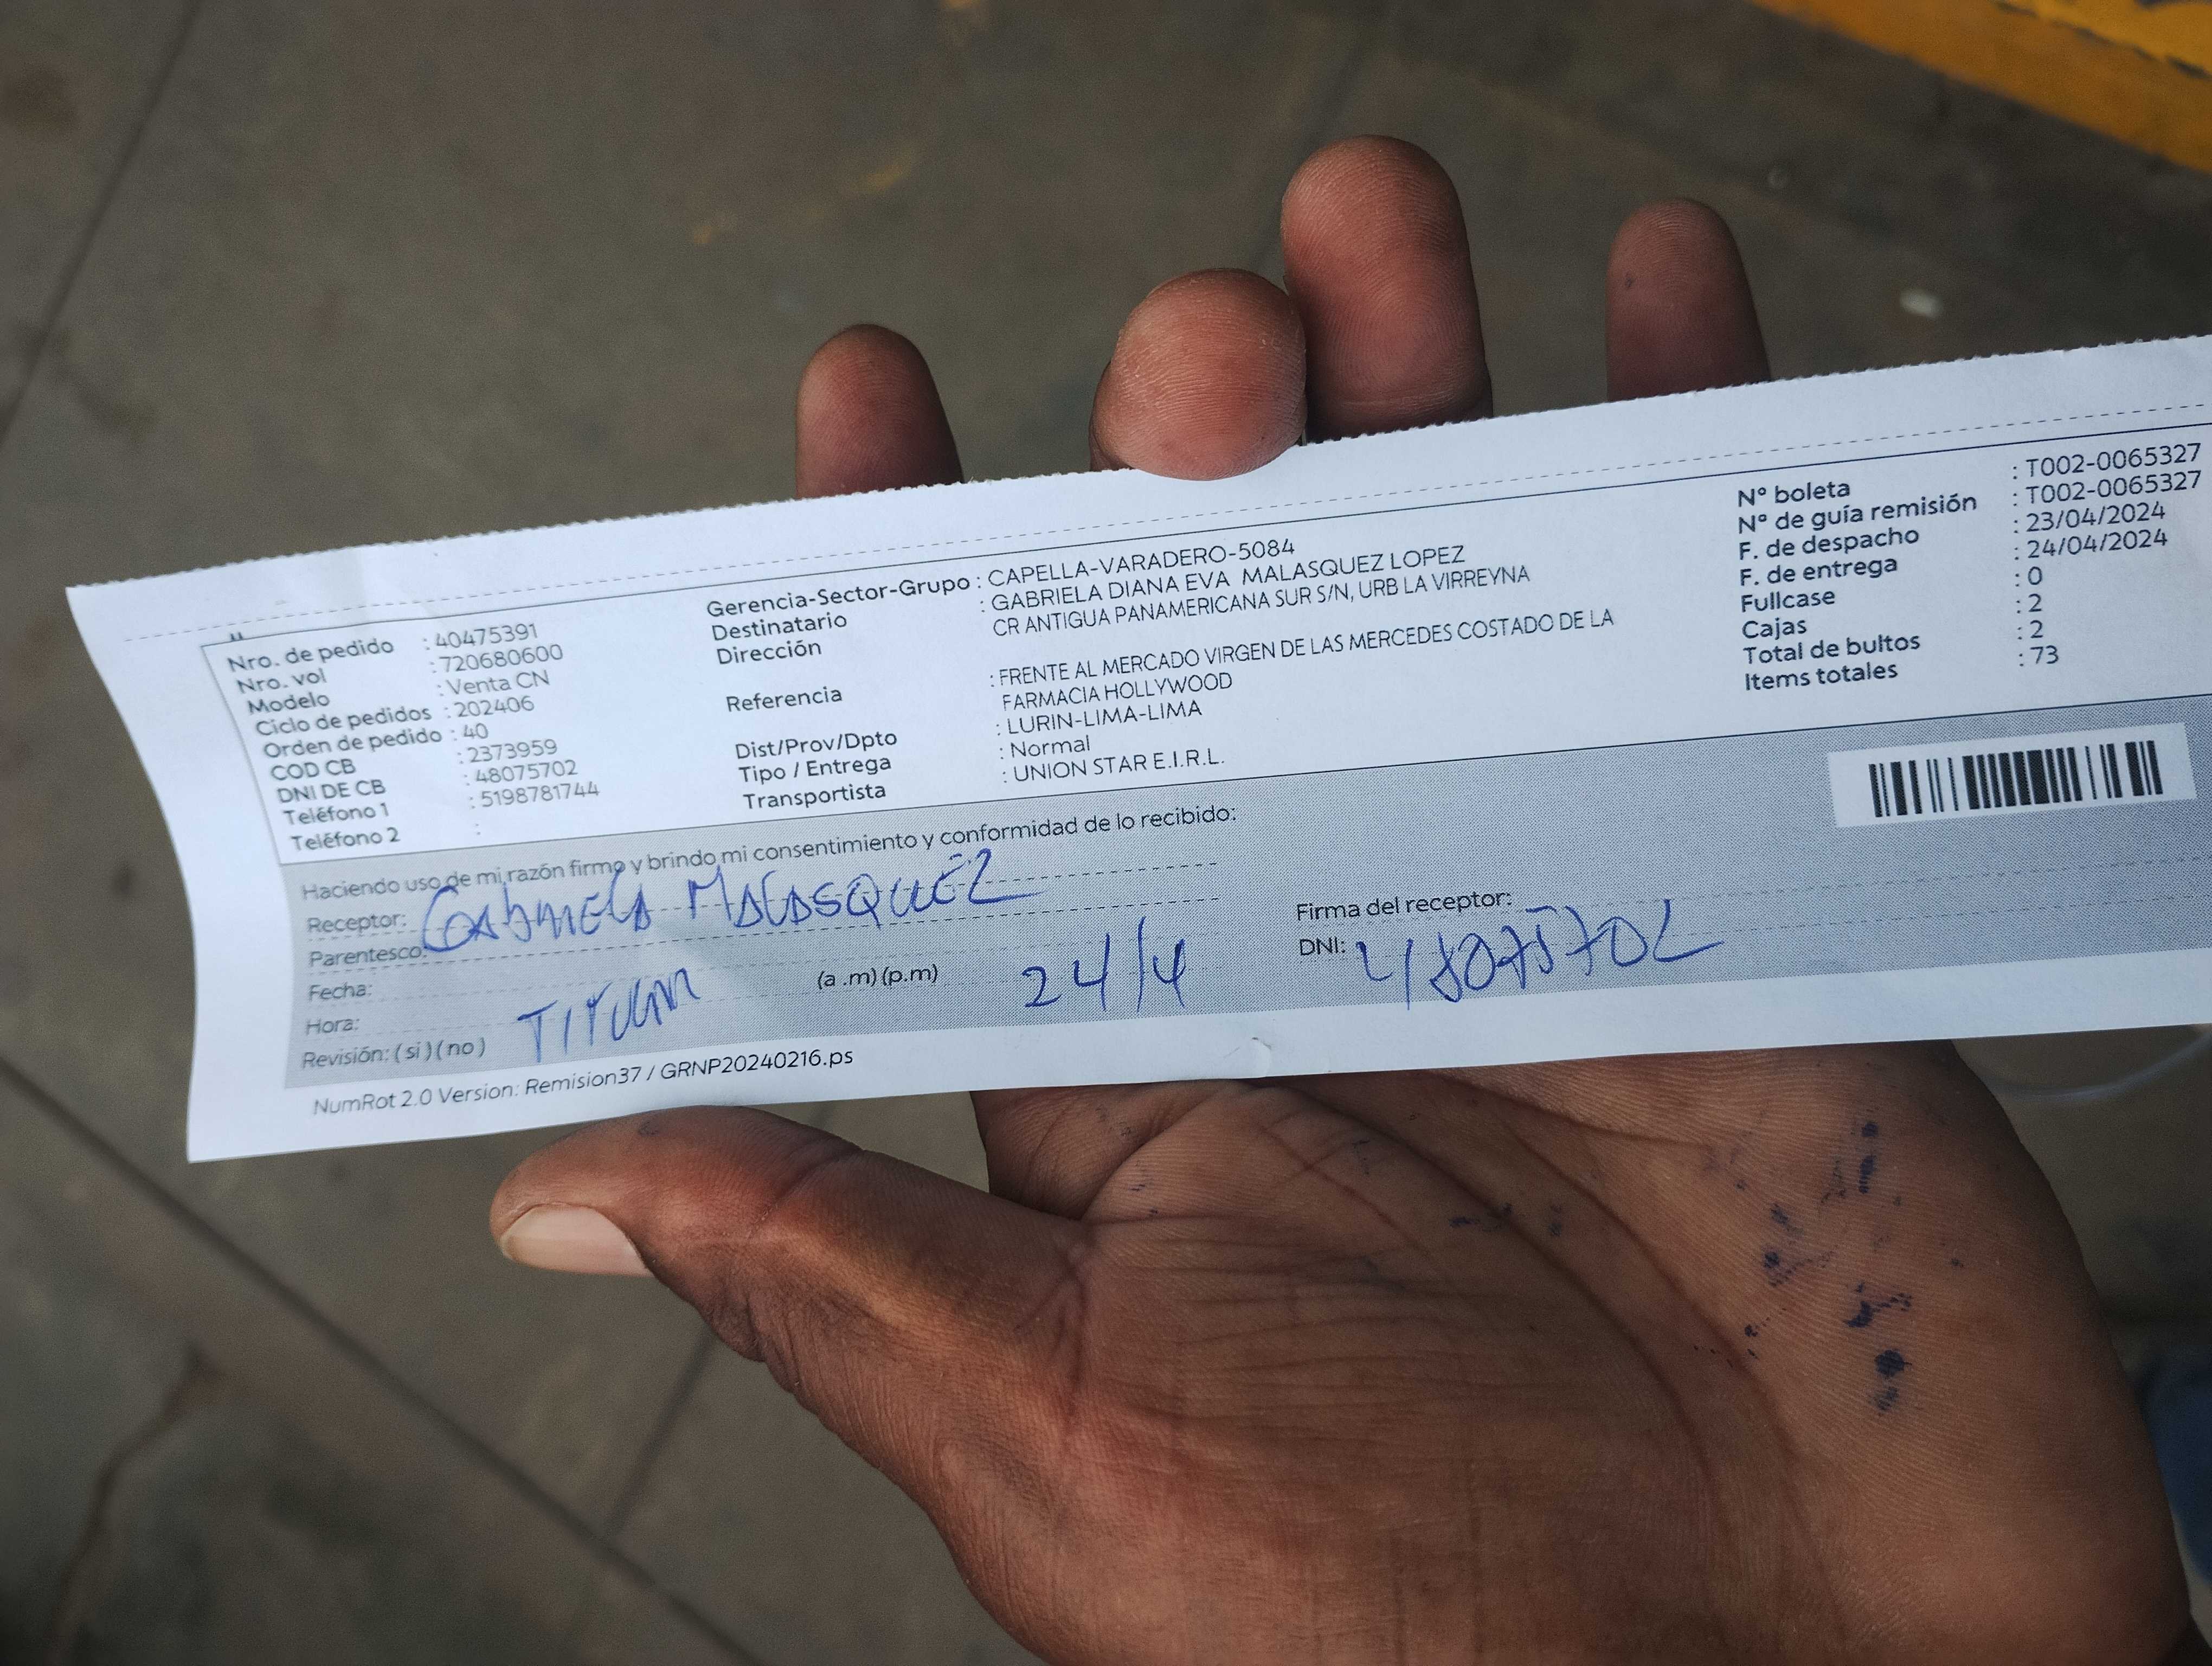 Nro. de pedido : 40475391
Nro. vol : 720680600
Modelo : Venta CN
Ciclo de pedidos : 202406
Orden de pedido : 40
COD CB : 2373959
DNI DE CB : 48075702
Teléfono 1 : 5198781744
Teléfono 2 :
Gerencia-Sector-Grupo : CAPELLA-VARADERO-5084
Destinatario : GABRIELA DIANA EVA MALASQUEZ LOPEZ
Dirección CR ANTIGUA PANAMERICANA SUR S/N, URB LA VIRREYNA
Referencia : FRENTE AL MERCADO VIRGEN DE LAS MERCEDES COSTADO DE LA
FARMACIA HOLLYWOOD
Dist/Prov/Dpto : LURIN-LIMA-LIMA
Tipo / Entrega : Normal
Transportista : UNION STAR E.I.R.L.
N° boleta : T002-0065327
N° de guía remisión : T002-0065327
F. de despacho : 23/04/2024
F. de entrega : 24/04/2024
Fullcase : 0
Cajas : 2
Total de bultos : 2
Items totales : 73
Haciendo uso de mi razón firmo y brindo mi consentimiento y conformidad de lo recibido:
Receptor: Gabriela Malasquez
Parentesco:
Fecha:
Hora: (a .m) (p.m) 24/4
Revisión: ( si ) ( no ) TITULAR
Firma del receptor:
DNI: 48075702
NumRot 2.0 Version: Remision37 / GRNP20240216.ps